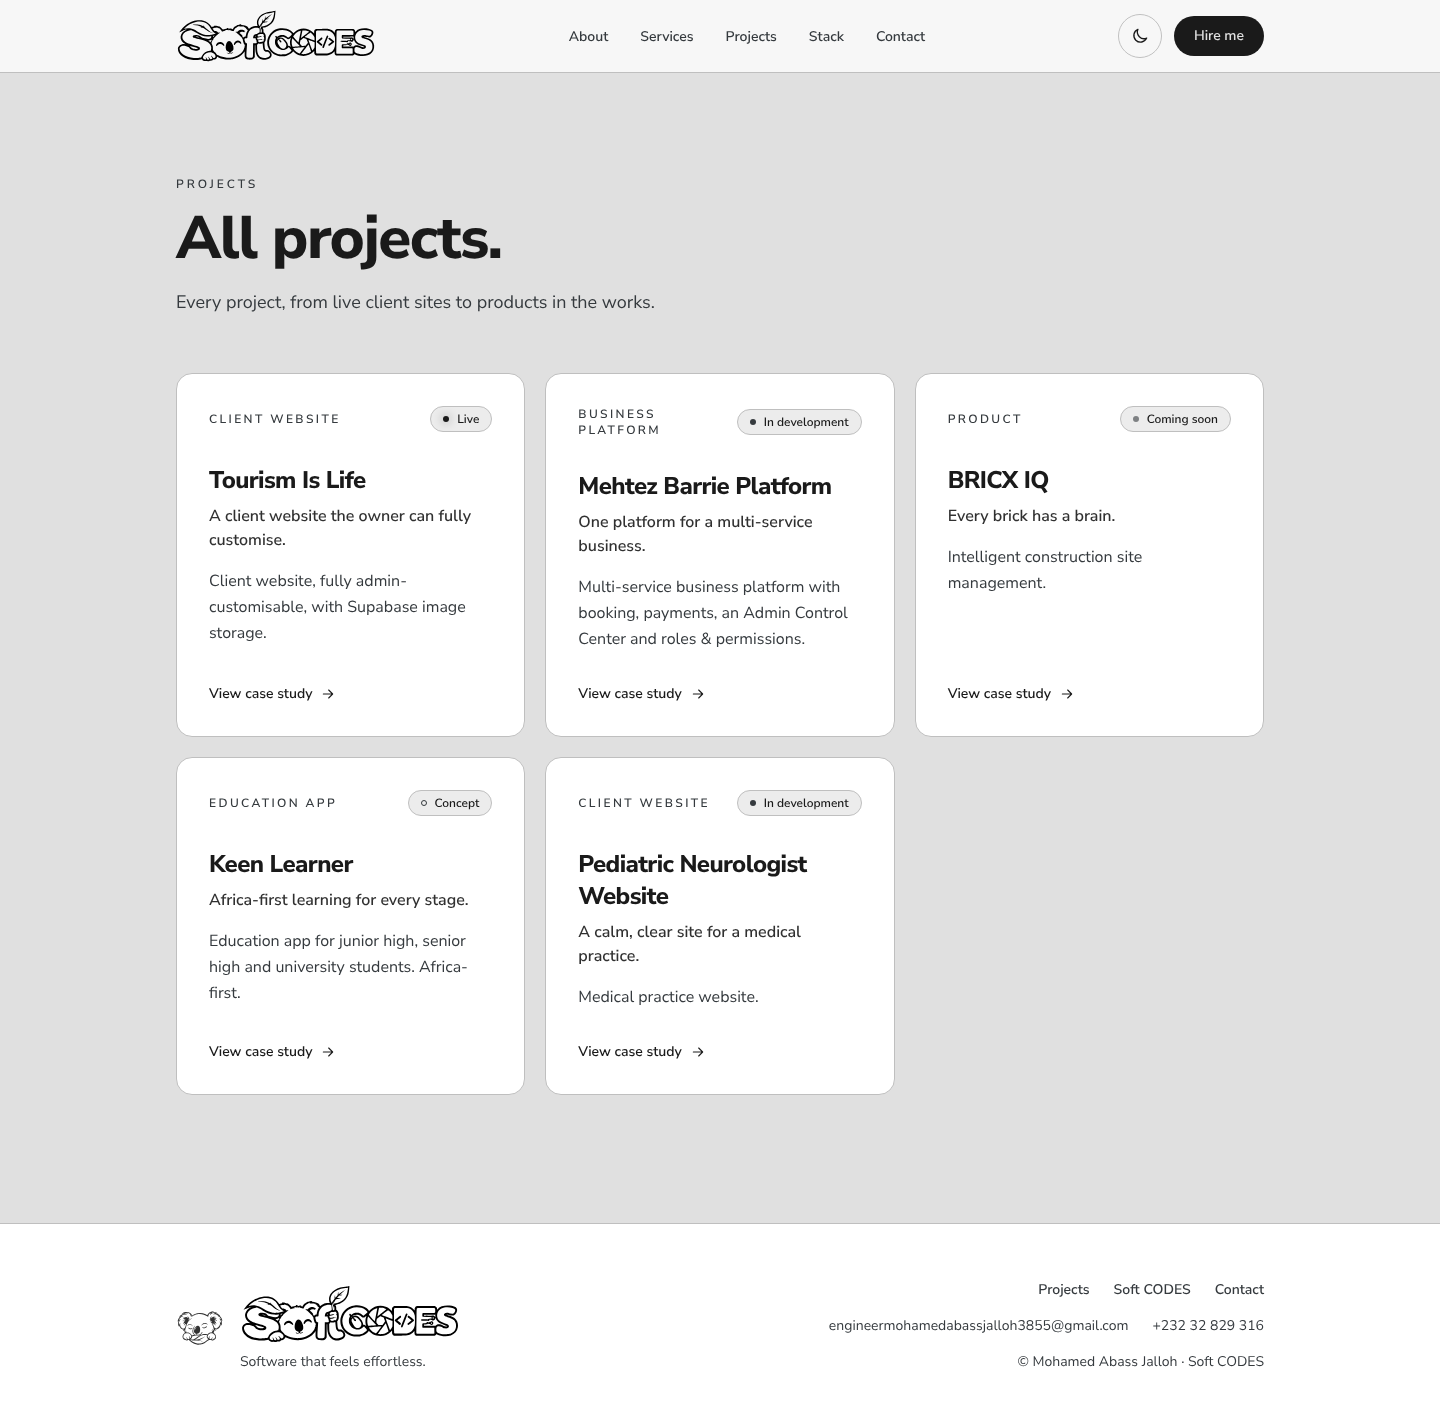 Soft CODES
About
Services
Projects
Stack
Contact
Hire me
PROJECTS
All projects.
Every project, from live client sites to products in the works.
CLIENT WEBSITE
Live
Tourism Is Life
A client website the owner can fully
customise.
Client website, fully admin-
customisable, with Supabase image
storage.
View case study →
BUSINESS
PLATFORM
In development
Mehtez Barrie Platform
One platform for a multi-service
business.
Multi-service business platform with
booking, payments, an Admin Control
Center and roles & permissions.
View case study →
PRODUCT
Coming soon
BRICX IQ
Every brick has a brain.
Intelligent construction site
management.
View case study →
EDUCATION APP
Concept
Keen Learner
Africa-first learning for every stage.
Education app for junior high, senior
high and university students. Africa-
first.
View case study →
CLIENT WEBSITE
In development
Pediatric Neurologist
Website
A calm, clear site for a medical
practice.
Medical practice website.
View case study →
Soft CODES
Software that feels effortless.
Projects
Soft CODES
Contact
engineermohamedabassjalloh3855@gmail.com
+232 32 829 316
© Mohamed Abass Jalloh · Soft CODES